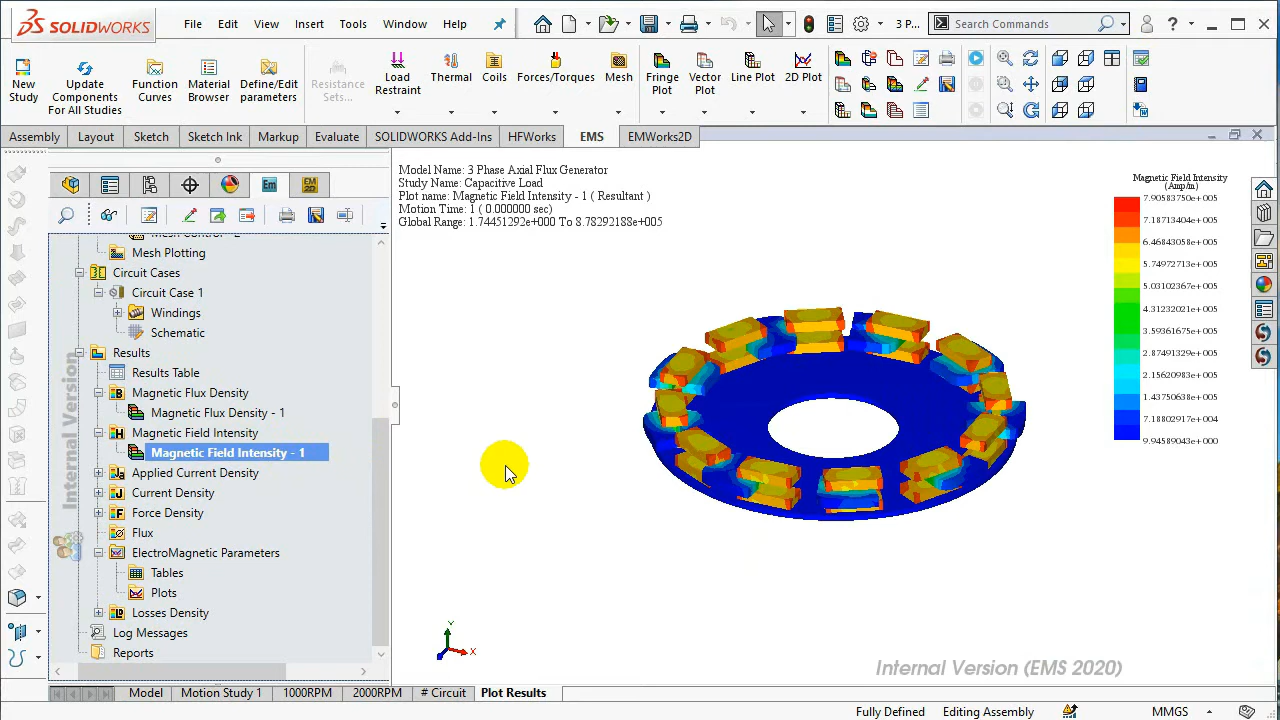 SOLIDWORKS
File Edit View Insert Tools Window Help
3 P...
Search Commands
New Study
Update Components For All Studies
Function Curves
Material Browser
Define/Edit parameters
Resistance Sets...
Load Restraint
Thermal
Coils
Forces/Torques
Mesh
Fringe Plot
Vector Plot
Line Plot
2D Plot
Assembly Layout Sketch Sketch Ink Markup Evaluate SOLIDWORKS Add-Ins HFWorks EMS EMWorks2D
Mesh Control - 2
Mesh Plotting
Circuit Cases
Circuit Case 1
Windings
Schematic
Results
Results Table
Magnetic Flux Density
Magnetic Flux Density - 1
Magnetic Field Intensity
Magnetic Field Intensity - 1
Applied Current Density
Current Density
Force Density
Flux
ElectroMagnetic Parameters
Tables
Plots
Losses Density
Log Messages
Reports
Internal Version
Model Name: 3 Phase Axial Flux Generator
Study Name: Capacitive Load
Plot name: Magnetic Field Intensity - 1 ( Resultant )
Motion Time: 1 ( 0.000000 sec)
Global Range: 1.74451292e+000 To 8.78292188e+005
Magnetic Field Intensity
(Amp/m)
7.90583750e+005
7.18713404e+005
6.46843058e+005
5.74972713e+005
5.03102367e+005
4.31232021e+005
3.59361675e+005
2.87491329e+005
2.15620983e+005
1.43750638e+005
7.18802917e+004
9.94589043e+000
Y
X
Internal Version (EMS 2020)
Model Motion Study 1 1000RPM 2000RPM # Circuit Plot Results
Fully Defined Editing Assembly MMGS